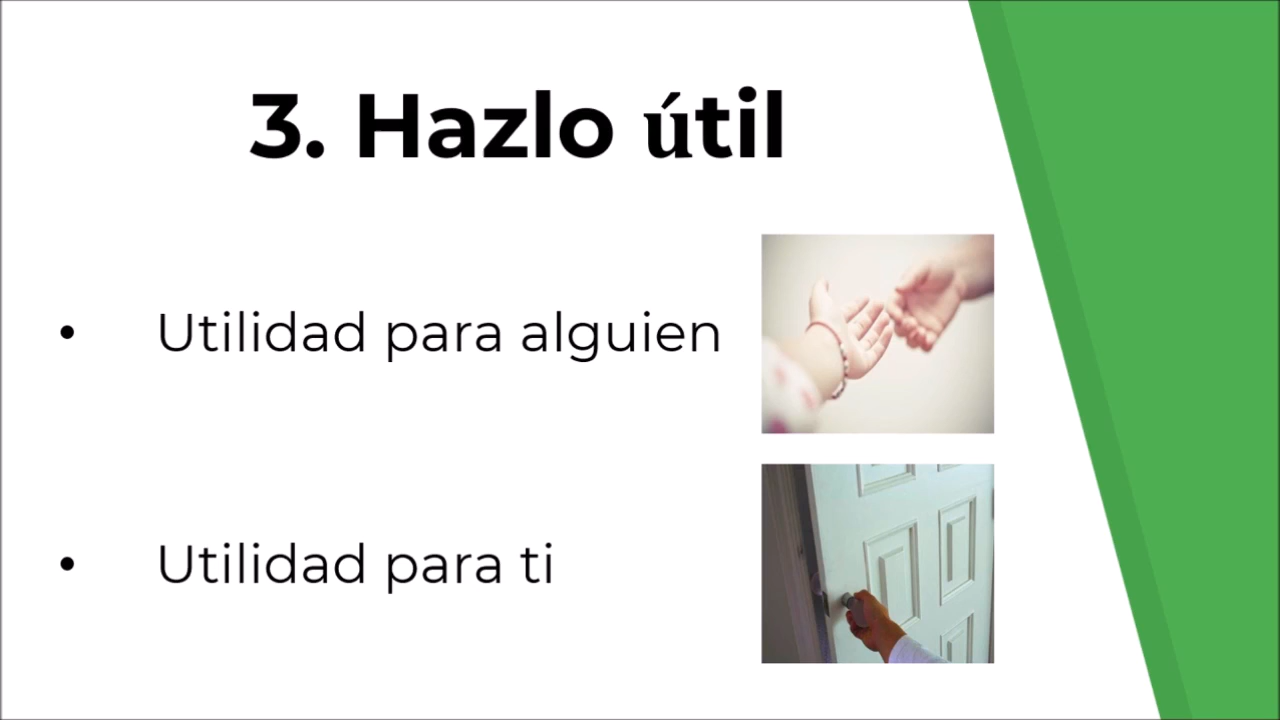 3. Hazlo útil
• Utilidad para alguien
• Utilidad para ti